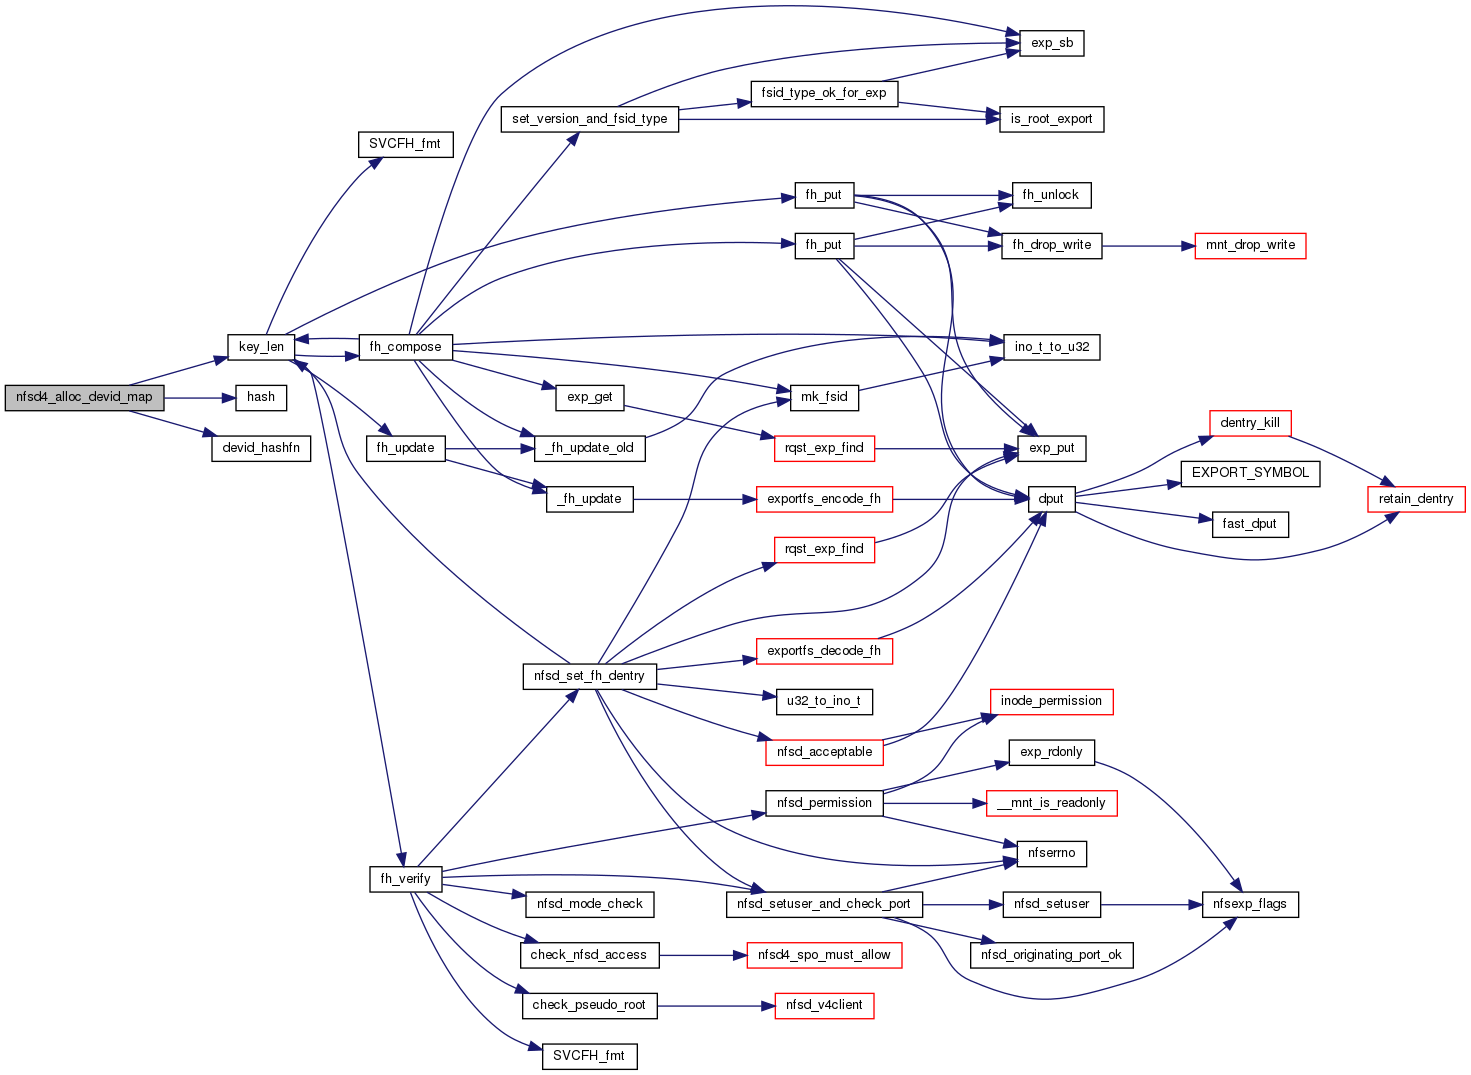 exp_sb
fsid_type_ok_for_exp
set_version_and_fsid_type
is_root_export
SVCFH_fmt
fh_put
fh_unlock
fh_put
fh_drop_write
mnt_drop_write
key_len
fh_compose
ino_t_to_u32
nfsd4_alloc_devid_map
hash
exp_get
mk_fsid
devid_hashfn
fh_update
_fh_update_old
rqst_exp_find
exp_put
dentry_kill
EXPORT_SYMBOL
_fh_update
exportfs_encode_fh
dput
retain_dentry
fast_dput
rqst_exp_find
exportfs_decode_fh
nfsd_set_fh_dentry
u32_to_ino_t
inode_permission
nfsd_acceptable
exp_rdonly
nfsd_permission
__mnt_is_readonly
nfserrno
fh_verify
nfsd_mode_check
nfsd_setuser_and_check_port
nfsd_setuser
nfsexp_flags
check_nfsd_access
nfsd4_spo_must_allow
nfsd_originating_port_ok
check_pseudo_root
nfsd_v4client
SVCFH_fmt